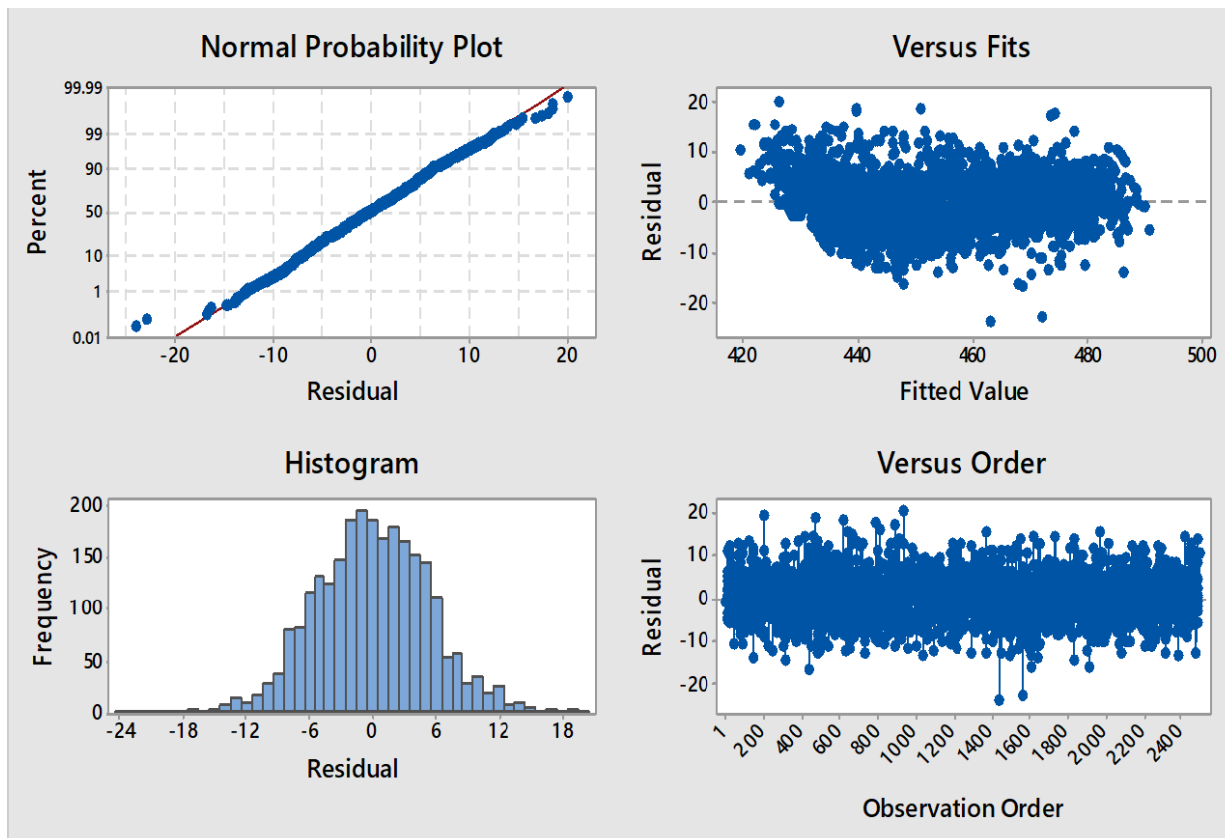 Normal Probability Plot
99.99
99
90
50
10
1
0.01
Percent
-20 -10 0 10 20
Residual
Versus Fits
20
10
0
-10
-20
Residual
420 440 460 480 500
Fitted Value
Histogram
200
150
100
50
0
Frequency
-24 -18 -12 -6 0 6 12 18
Residual
Versus Order
20
10
0
-10
-20
Residual
1 200 400 600 800 1000 1200 1400 1600 1800 2000 2200 2400
Observation Order